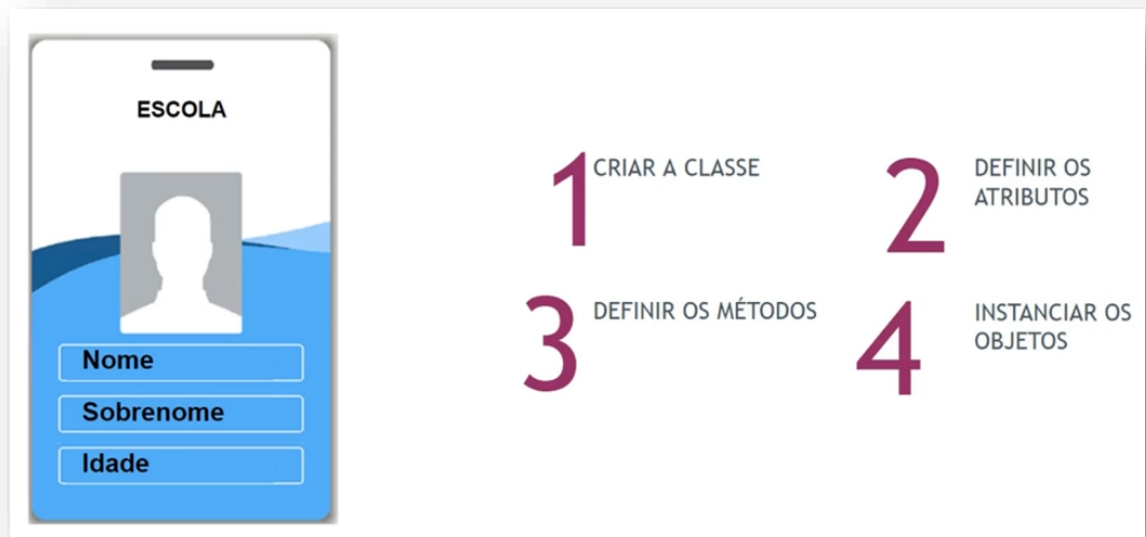 ESCOLA
Nome
Sobrenome
Idade
1 CRIAR A CLASSE
2 DEFINIR OS
ATRIBUTOS
3 DEFINIR OS MÉTODOS
4 INSTANCIAR OS
OBJETOS